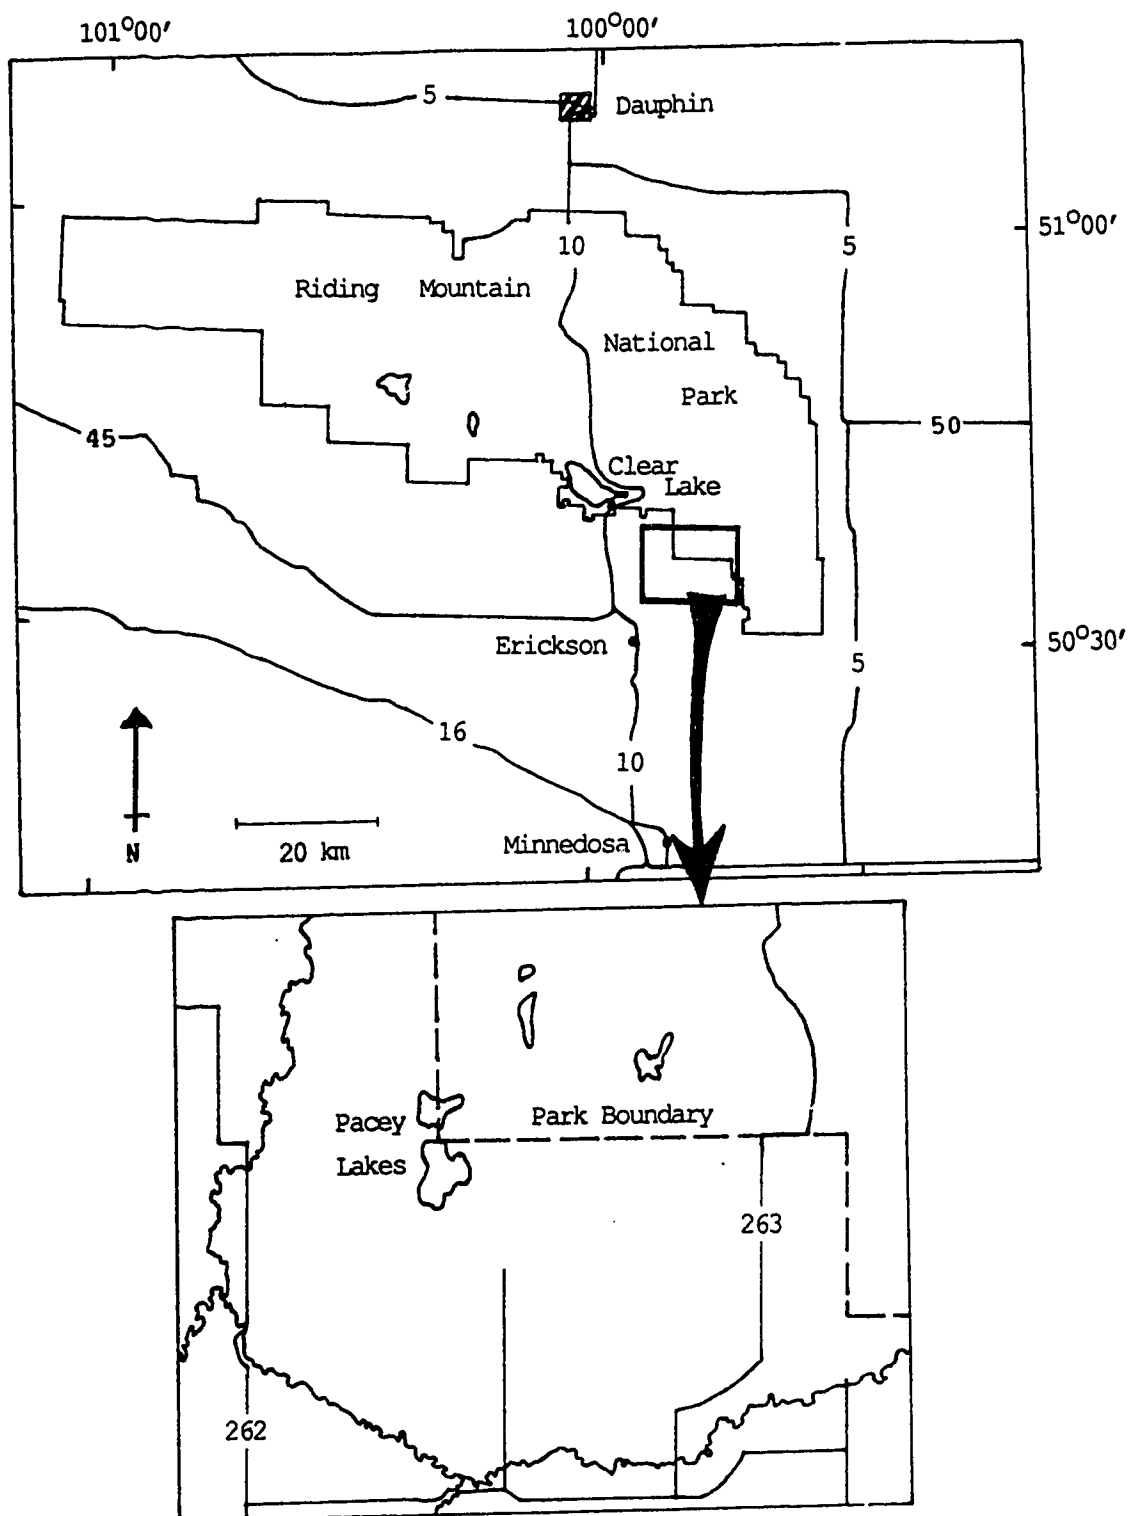 101°00′ 100°00′
5
Dauphin
51°00′
10
5
Riding Mountain
National
Park
50
45
Clear
Lake
Erickson
50°30′
5
16
10
Minnedosa
N
20 km
Pacey
Lakes
Park Boundary
263
262